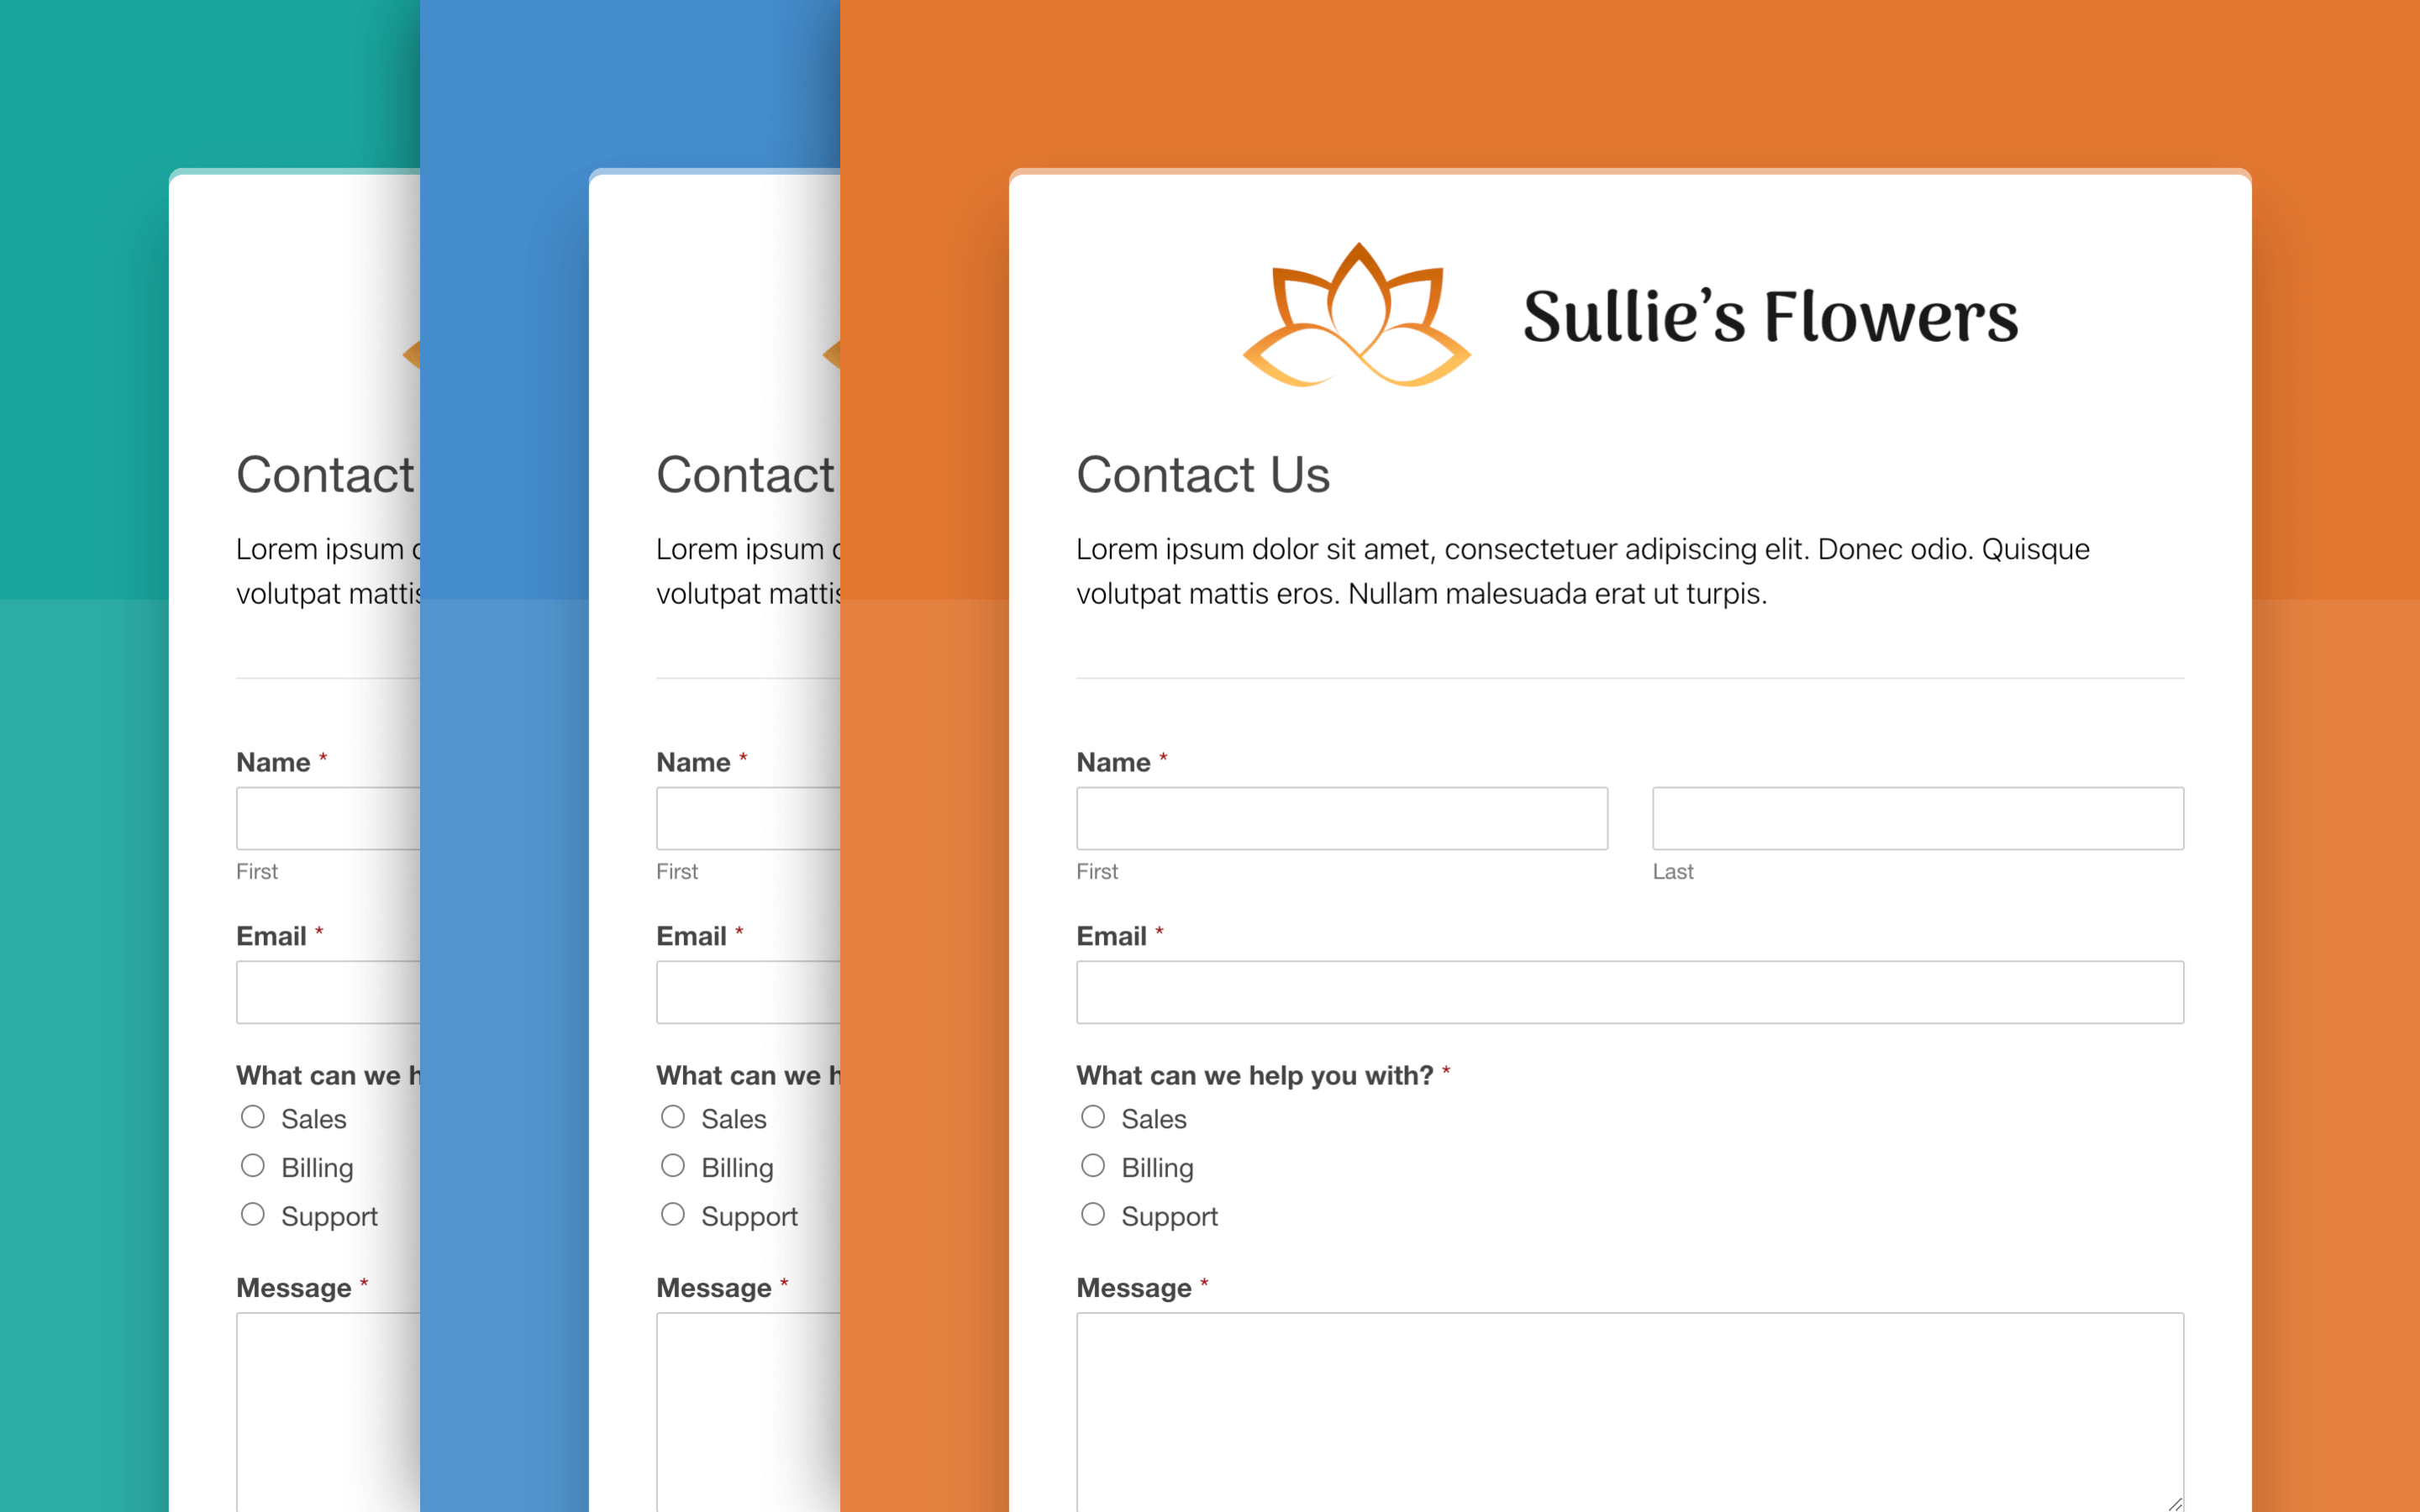 Contact
Lorem ipsum
volutpat mattis
Name *
First
Email *
What can we h
Sales
Billing
Support
Message *
Contact
Lorem ipsum
volutpat mattis
Name *
First
Email *
What can we h
Sales
Billing
Support
Message *
Sullie’s Flowers
Contact Us
Lorem ipsum dolor sit amet, consectetuer adipiscing elit. Donec odio. Quisque
volutpat mattis eros. Nullam malesuada erat ut turpis.
Name *
First Last
Email *
What can we help you with? *
Sales
Billing
Support
Message *